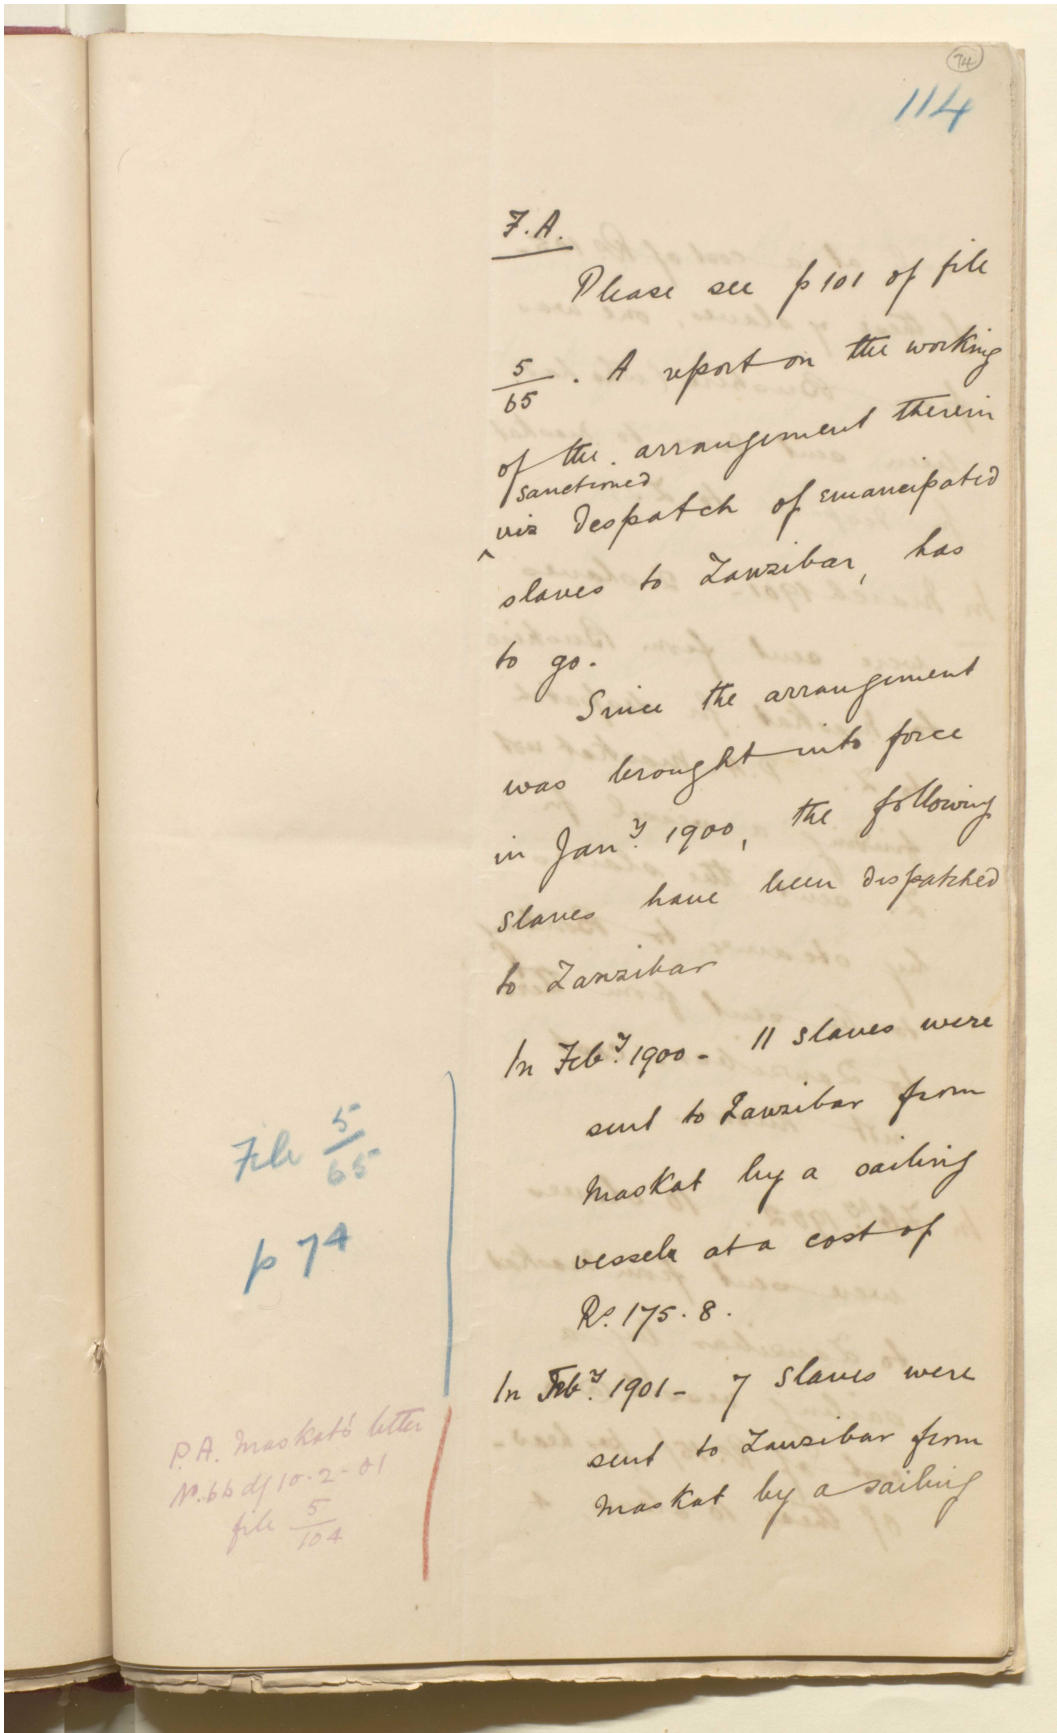 74
114
F.A.
Please see p 101 of file
5/65. A report on the working
of the arrangement therein
sanctioned
^ viz despatch of emancipated
slaves to Zanzibar, has
to go.
Since the arrangement
was brought into force
in Jany. 1900, the following
slaves have been dispatched
to Zanzibar
In Feby. 1900 - 11 slaves were
sent to Zanzibar from
Maskat by a sailing
vessel at a cost of
Rs. 175.8.
In Feby. 1901 - 7 slaves were
sent to Zanzibar from
Maskat by a sailing
File 5/65
p 74
P.A. Maskat's letter
No. 66 d/ 10-2-01
file 5/104